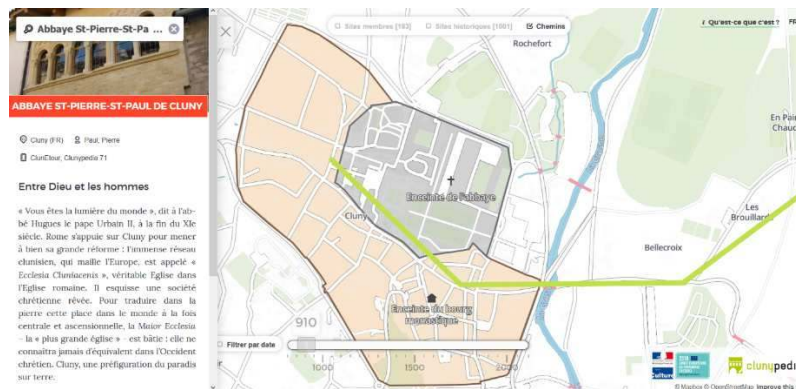 Abbaye St-Pierre-St-Pa ...
ABBAYE ST-PIERRE-ST-PAUL DE CLUNY
Cluny (FR) Paul, Pierre
ClunEtour, Clunypedia 71
Entre Dieu et les hommes
« Vous êtes la lumière du monde », dit à l'ab-
bé Hugues le pape Urbain II, à la fin du XIe
siècle. Rome s'appuie sur Cluny pour mener
à bien sa grande réforme : l'immense réseau
clunisien, qui maille l'Europe, est appelé «
Ecclesia Cluniacensis », véritable Eglise dans
l'Eglise romaine. Il esquisse une société
chrétienne rêvée. Pour traduire dans la
pierre cette place dans le monde à la fois
centrale et ascensionnelle, la Maior Ecclesia
– la « plus grande église » – est bâtie : elle ne
connaîtra jamais d'équivalent dans l'Occident
chrétien. Cluny, une préfiguration du paradis
sur terre.
Sites membres [193] Sites historiques [1861] Chemins
? Qu'est-ce que c'est ? FR
Rochefort
En Pain
Chaud
Enceinte de l'abbaye
Cluny
Les
Brouillard
Bellecroix
Enceinte du bourg
monastique
910
Filtrer par date
1000 2000
Culture
clunyped
© Mapbox © OpenStreetMap Improve this